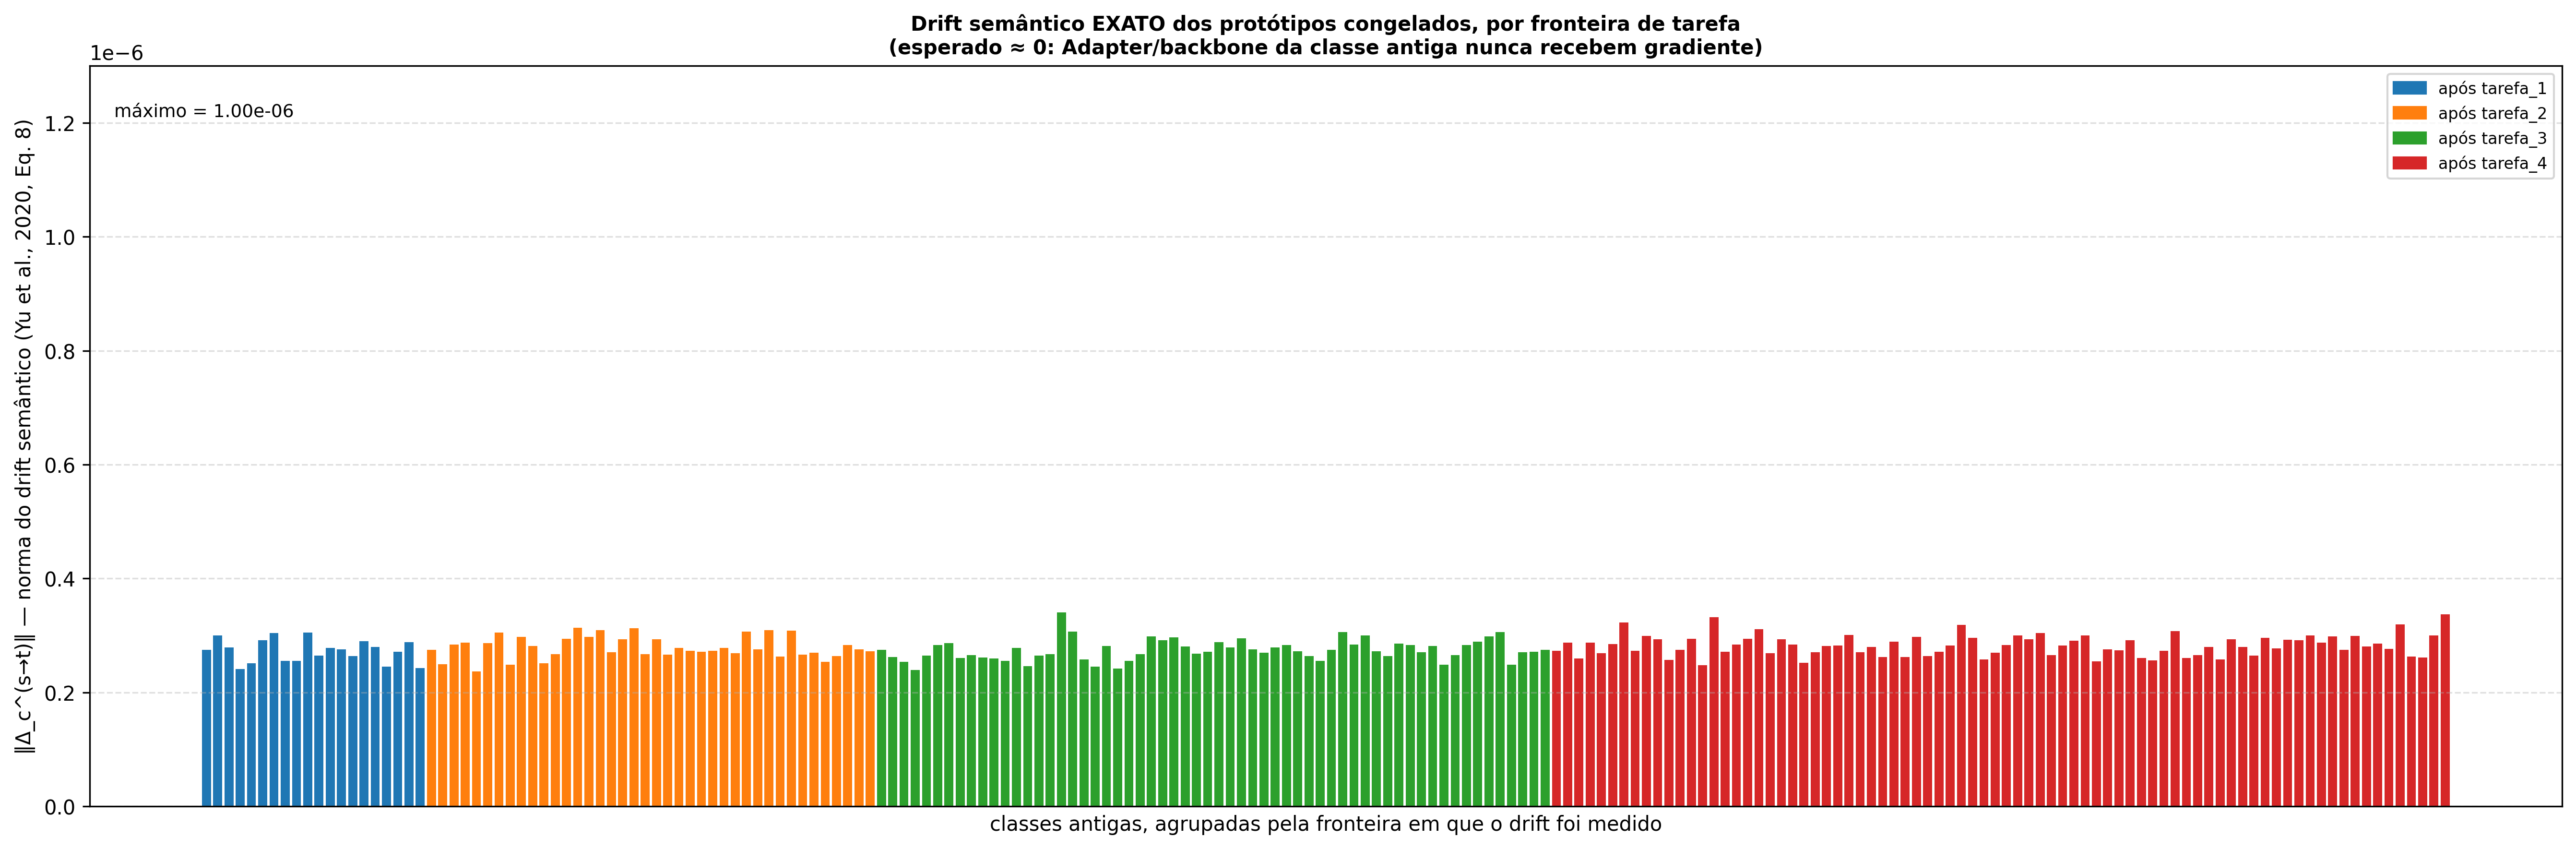 Drift semântico EXATO dos protótipos congelados, por fronteira de tarefa
(esperado ≈ 0: Adapter/backbone da classe antiga nunca recebem gradiente)
1e−6
máximo = 1.00e-06
após tarefa_1
após tarefa_2
após tarefa_3
após tarefa_4
‖Δ_c^(s→t)‖ — norma do drift semântico (Yu et al., 2020, Eq. 8)
1.2
1.0
0.8
0.6
0.4
0.2
0.0
classes antigas, agrupadas pela fronteira em que o drift foi medido